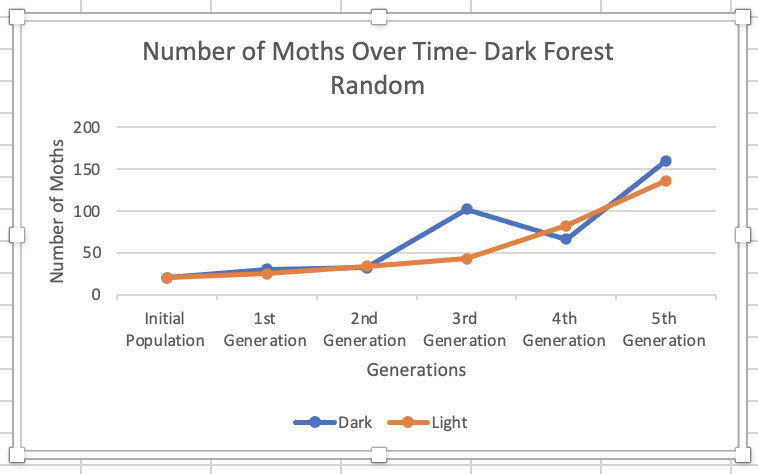 Number of Moths Over Time- Dark Forest
Random
Number of Moths
200
150
100
50
0
Initial Population
1st Generation
2nd Generation
3rd Generation
4th Generation
5th Generation
Generations
Dark
Light